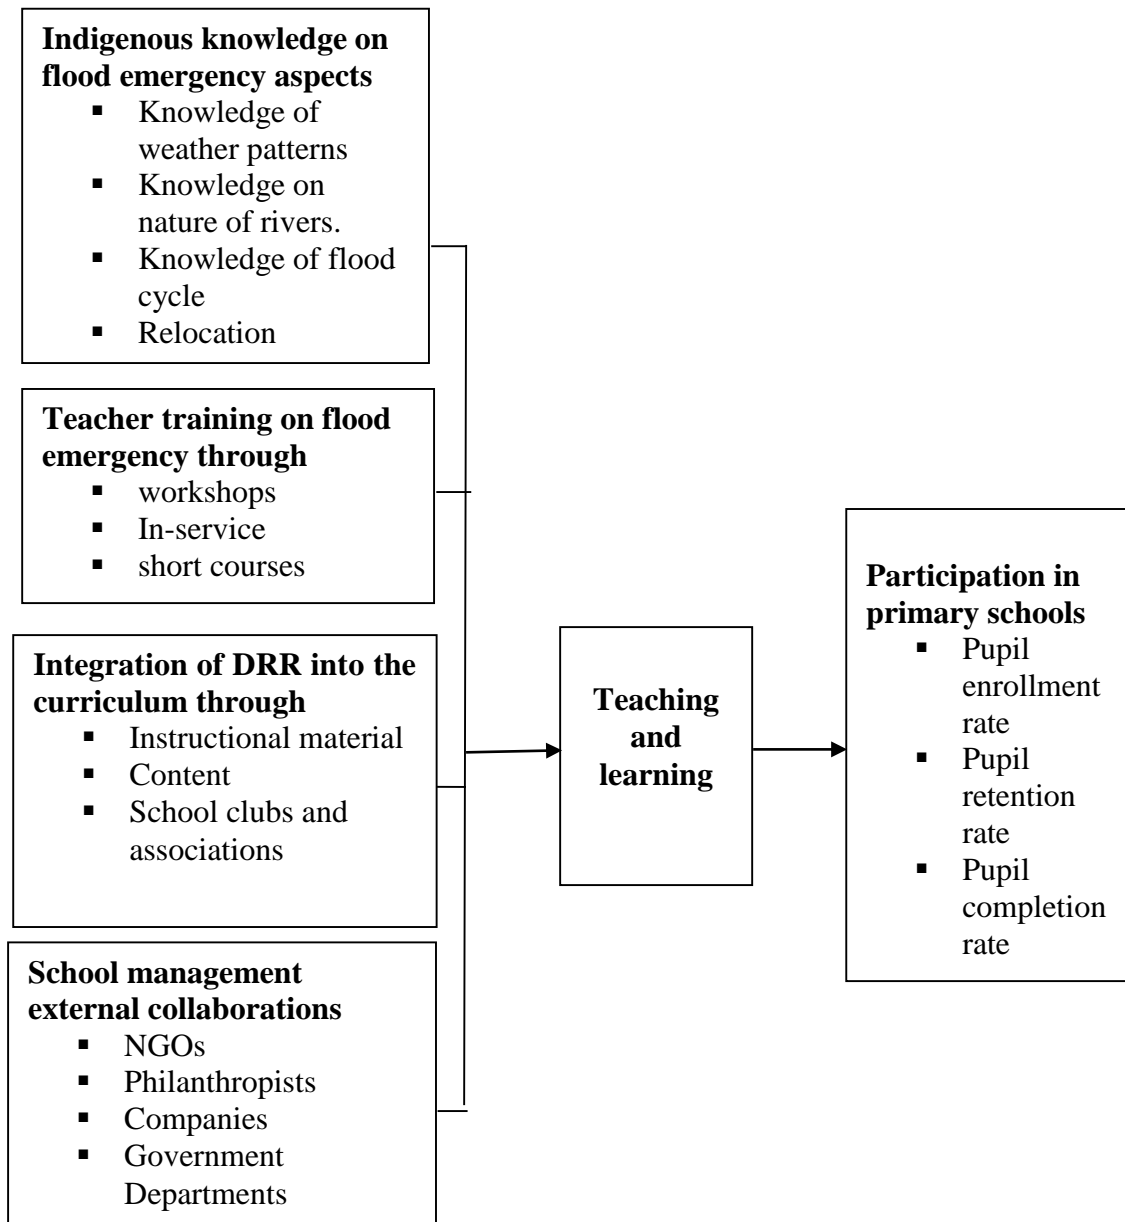 Indigenous knowledge on
flood emergency aspects
▪ Knowledge of
weather patterns
▪ Knowledge on
nature of rivers.
▪ Knowledge of flood
cycle
▪ Relocation
Teacher training on flood
emergency through
▪ workshops
▪ In-service
▪ short courses
Integration of DRR into the
curriculum through
▪ Instructional material
▪ Content
▪ School clubs and
associations
School management
external collaborations
▪ NGOs
▪ Philanthropists
▪ Companies
▪ Government
Departments
Teaching
and
learning
Participation in
primary schools
▪ Pupil
enrollment
rate
▪ Pupil
retention
rate
▪ Pupil
completion
rate